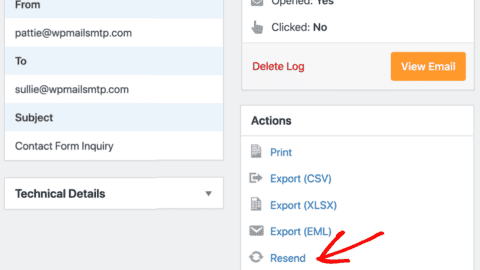 From
pattie@wpmailsmtp.com
To
sullie@wpmailsmtp.com
Subject
Contact Form Inquiry
Technical Details
Opened: Yes
Clicked: No
Delete Log
View Email
Actions
Print
Export (CSV)
Export (XLSX)
Export (EML)
Resend